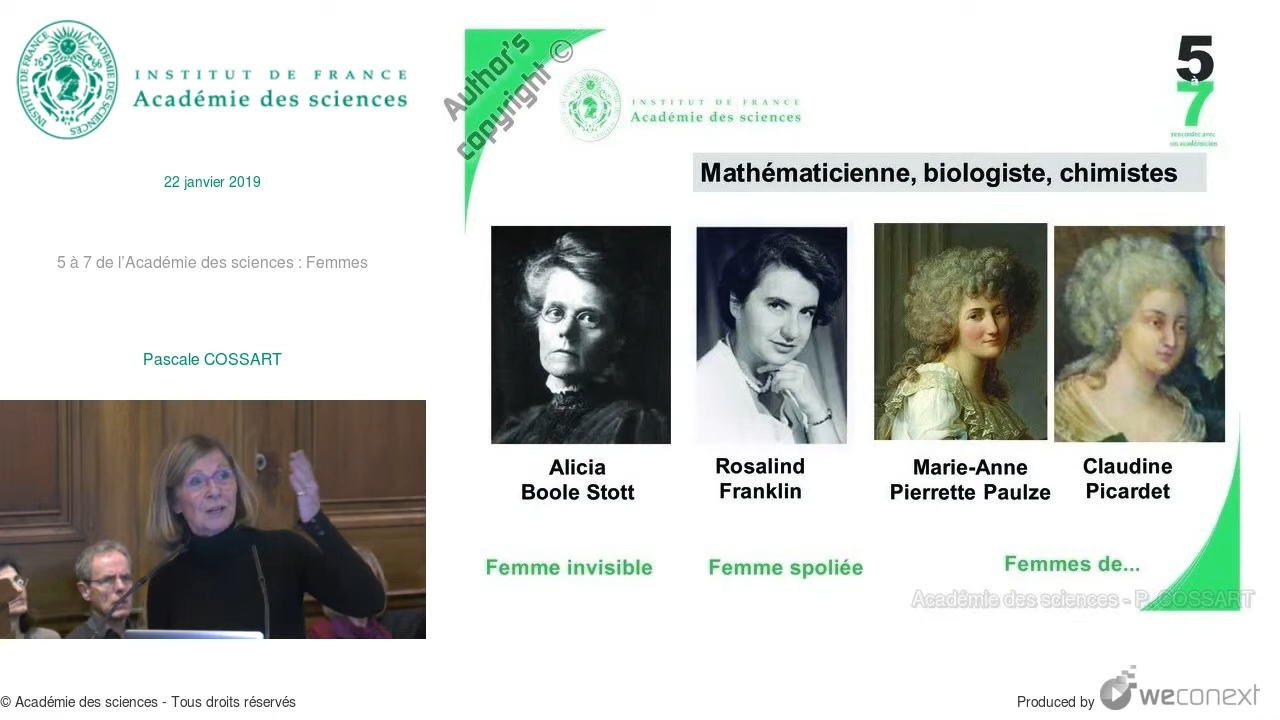 INSTITUT DE FRANCE
Académie des sciences
22 janvier 2019
5 à 7 de l'Académie des sciences : Femmes
Pascale COSSART
Author's ©
copyright
INSTITUT DE FRANCE
Académie des sciences
5
à
7
rencontrer avec
un académicien
Mathématicienne, biologiste, chimistes
Alicia
Boole Stott
Rosalind
Franklin
Marie-Anne
Pierrette Paulze
Claudine
Picardet
Femme invisible
Femme spoliée
Femmes de...
Académie des sciences - P. COSSART
© Académie des sciences - Tous droits réservés
Produced by weconext